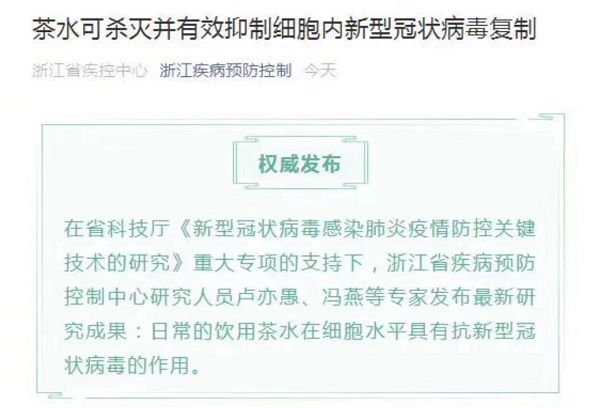 茶水可杀灭并有效抑制细胞内新型冠状病毒复制
浙江省疾控中心 浙江疾病预防控制 今天
权威发布
在省科技厅《新型冠状病毒感染肺炎疫情防控关键
技术的研究》重大专项的支持下，浙江省疾病预防
控制中心研究人员卢亦愚、冯燕等专家发布最新研
究成果：日常的饮用茶水在细胞水平具有抗新型冠
状病毒的作用。